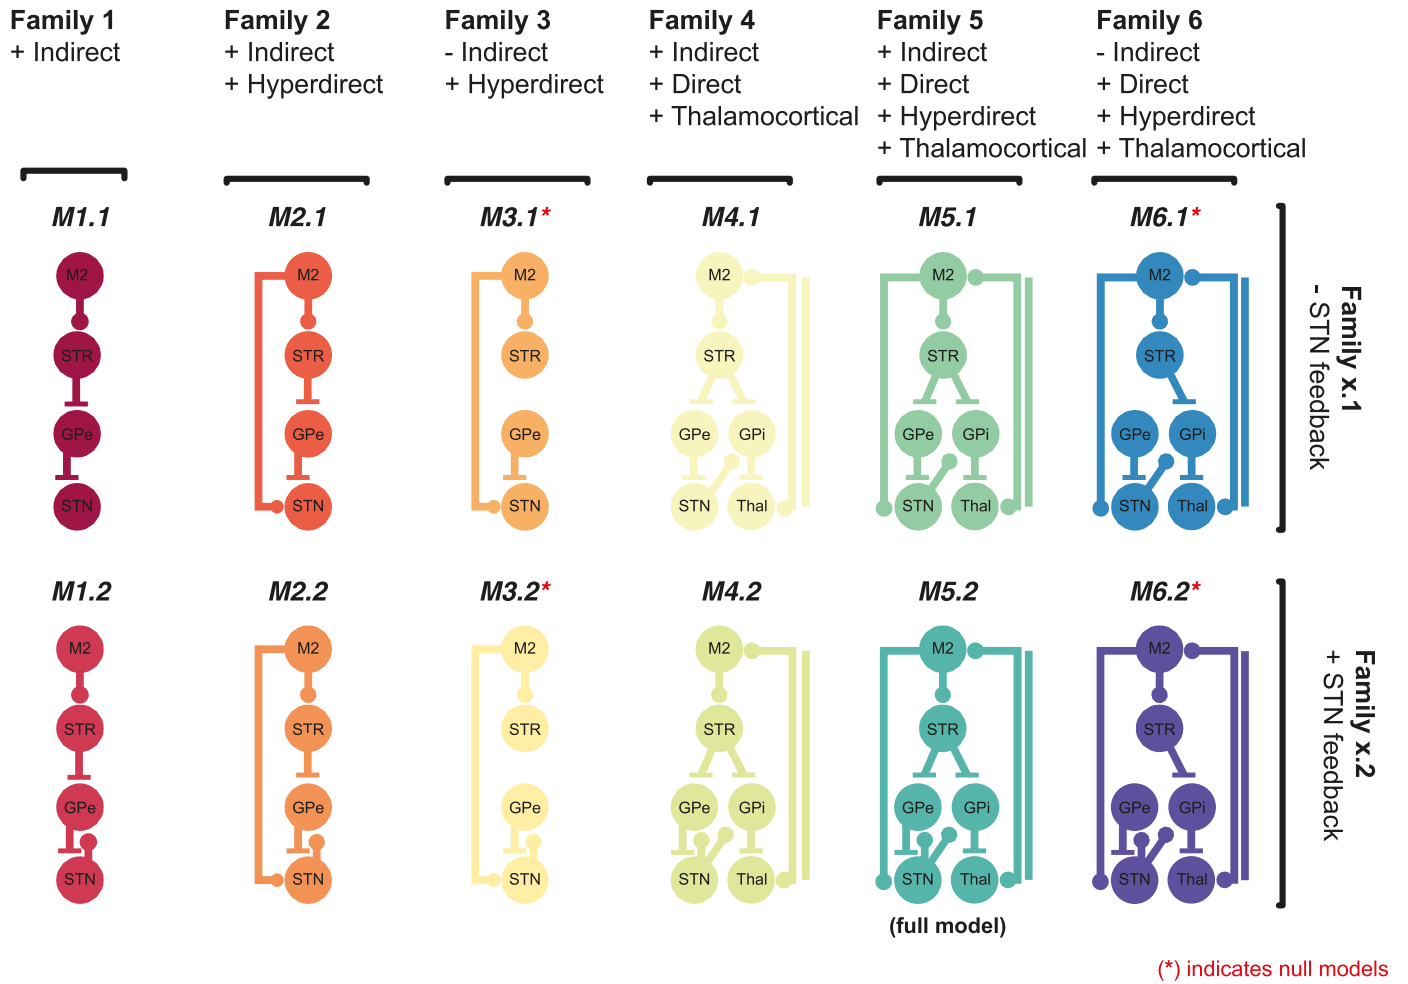 Family 1
+ Indirect
Family 2
+ Indirect
+ Hyperdirect
Family 3
- Indirect
+ Hyperdirect
Family 4
+ Indirect
+ Direct
+ Thalamocortical
Family 5
+ Indirect
+ Direct
+ Hyperdirect
+ Thalamocortical
Family 6
- Indirect
+ Direct
+ Hyperdirect
+ Thalamocortical
M1.1
M2
STR
GPe
STN
M2.1
M2
STR
GPe
STN
M3.1*
M2
STR
GPe
STN
M4.1
M2
STR
GPe
GPi
STN
Thal
M5.1
M2
STR
GPe
GPi
STN
Thal
M6.1*
M2
STR
GPe
GPi
STN
Thal
Family x.1
- STN feedback
M1.2
M2
STR
GPe
STN
M2.2
M2
STR
GPe
STN
M3.2*
M2
STR
GPe
STN
M4.2
M2
STR
GPe
GPi
STN
Thal
M5.2
M2
STR
GPe
GPi
STN
Thal
(full model)
M6.2*
M2
STR
GPe
GPi
STN
Thal
Family x.2
+ STN feedback
(*) indicates null models